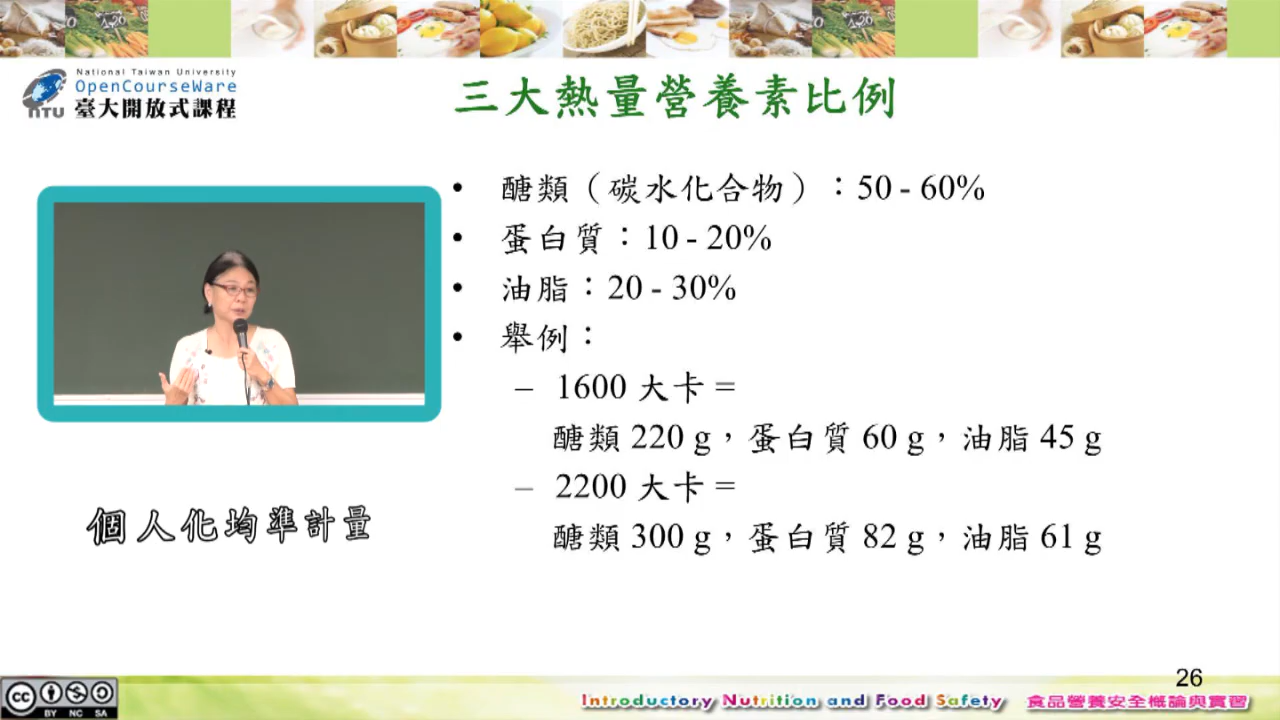 National Taiwan University
OpenCourseWare
臺大開放式課程
NTU
三大熱量營養素比例
• 醣類（碳水化合物）：50 - 60%
• 蛋白質：10 - 20%
• 油脂：20 - 30%
• 舉例：
– 1600 大卡 =
醣類 220 g，蛋白質 60 g，油脂 45 g
– 2200 大卡 =
醣類 300 g，蛋白質 82 g，油脂 61 g
個人化均準計量
26
cc
BY NC SA
Introductory Nutrition and Food Safety 食品營養安全概論與實習